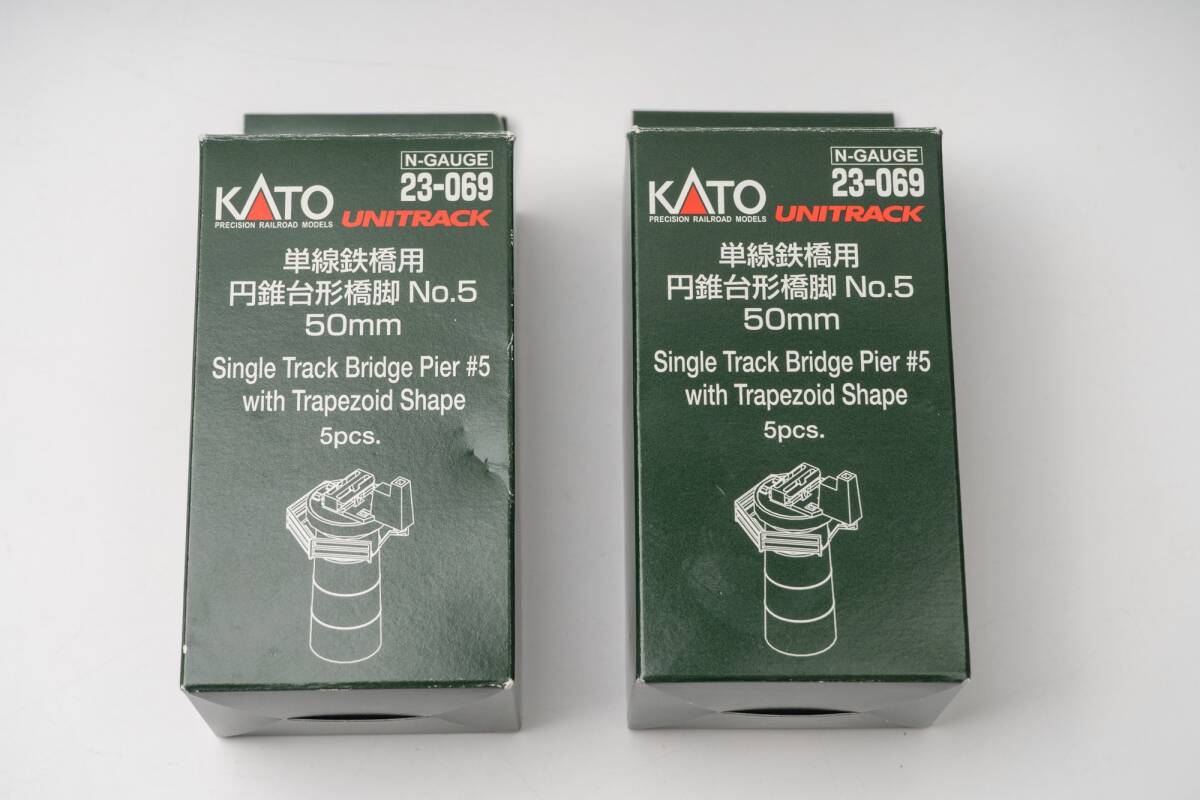 N-GAUGE
23-069
KATO
PRECISION RAILROAD MODELS
UNITRACK
単線鉄橋用
円錐台形橋脚 No.5
50mm
Single Track Bridge Pier #5
with Trapezoid Shape
5pcs.
N-GAUGE
23-069
KATO
PRECISION RAILROAD MODELS
UNITRACK
単線鉄橋用
円錐台形橋脚 No.5
50mm
Single Track Bridge Pier #5
with Trapezoid Shape
5pcs.